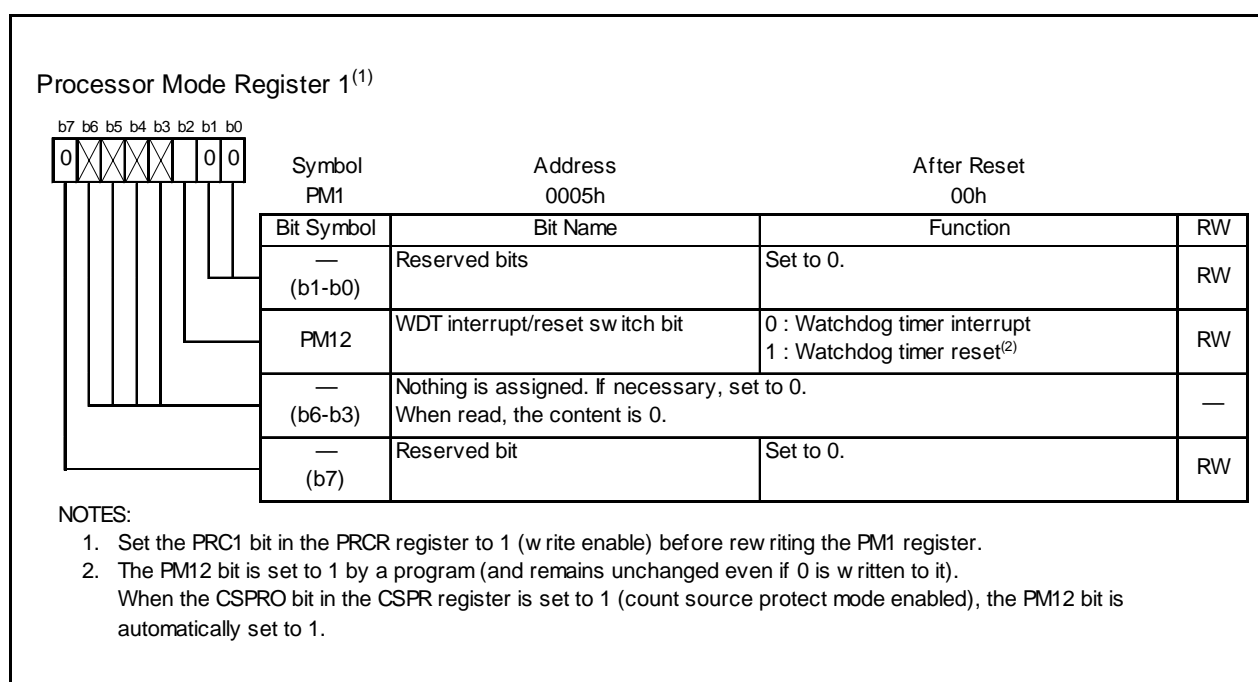 Processor Mode Register 1(1)
b7 b6 b5 b4 b3 b2 b1 b0
0 0 0
Symbol Address After Reset
PM1 0005h 00h
Bit Symbol Bit Name Function RW
— (b1-b0) Reserved bits Set to 0. RW
PM12 WDT interrupt/reset switch bit 0 : Watchdog timer interrupt
1 : Watchdog timer reset(2) RW
— (b6-b3) Nothing is assigned. If necessary, set to 0.
When read, the content is 0. —
— (b7) Reserved bit Set to 0. RW
NOTES:
1. Set the PRC1 bit in the PRCR register to 1 (write enable) before rewriting the PM1 register.
2. The PM12 bit is set to 1 by a program (and remains unchanged even if 0 is written to it).
When the CSPRO bit in the CSPR register is set to 1 (count source protect mode enabled), the PM12 bit is
automatically set to 1.